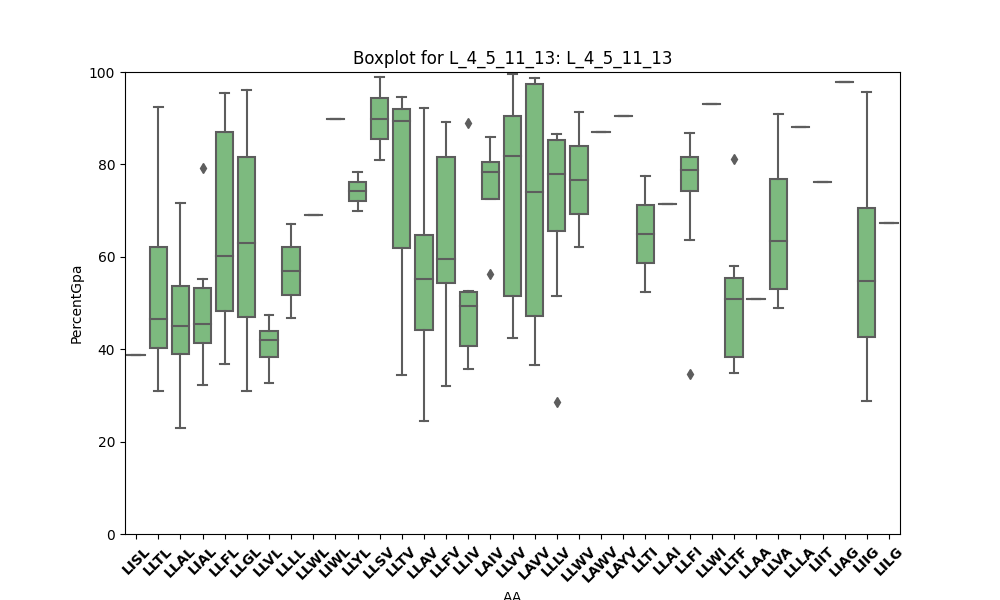 Boxplot for L_4_5_11_13: L_4_5_11_13
100
80
60
40
20
0
PercentGpa
LISL LLTL LLAL LIAL LLFL LLGL LLVL LLLL LLWL LIWL LLYL LLSV LLTV LLAV LLFV LLIV LAIV LLVV LAVV LLLV LLWV LAWV LAYV LLTI LLAI LLFI LLWI LLTF LLAA LLVA LLLA LIIT LIAG LIIG LILG
AA